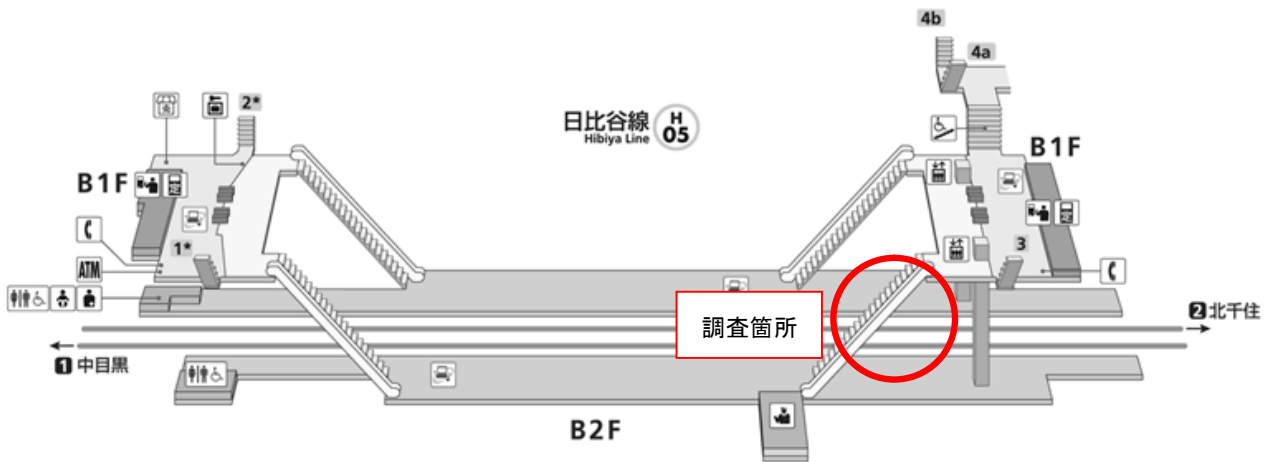 4b
4a
2*
日比谷線
Hibiya Line
H
05
B1F
B1F
1*
3
ATM
調査箇所
2 北千住
1 中目黒
B2F